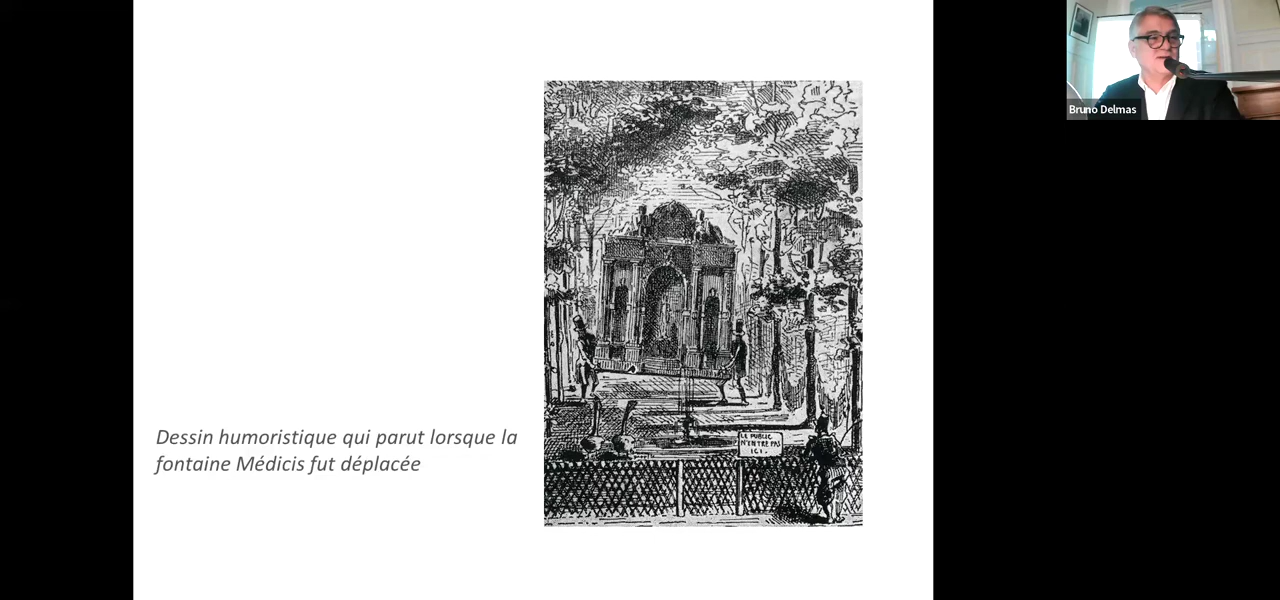 Bruno Delmas
LE PUBLIC
N'ENTRE PAS
ICI.
Dessin humoristique qui parut lorsque la
fontaine Médicis fut déplacée